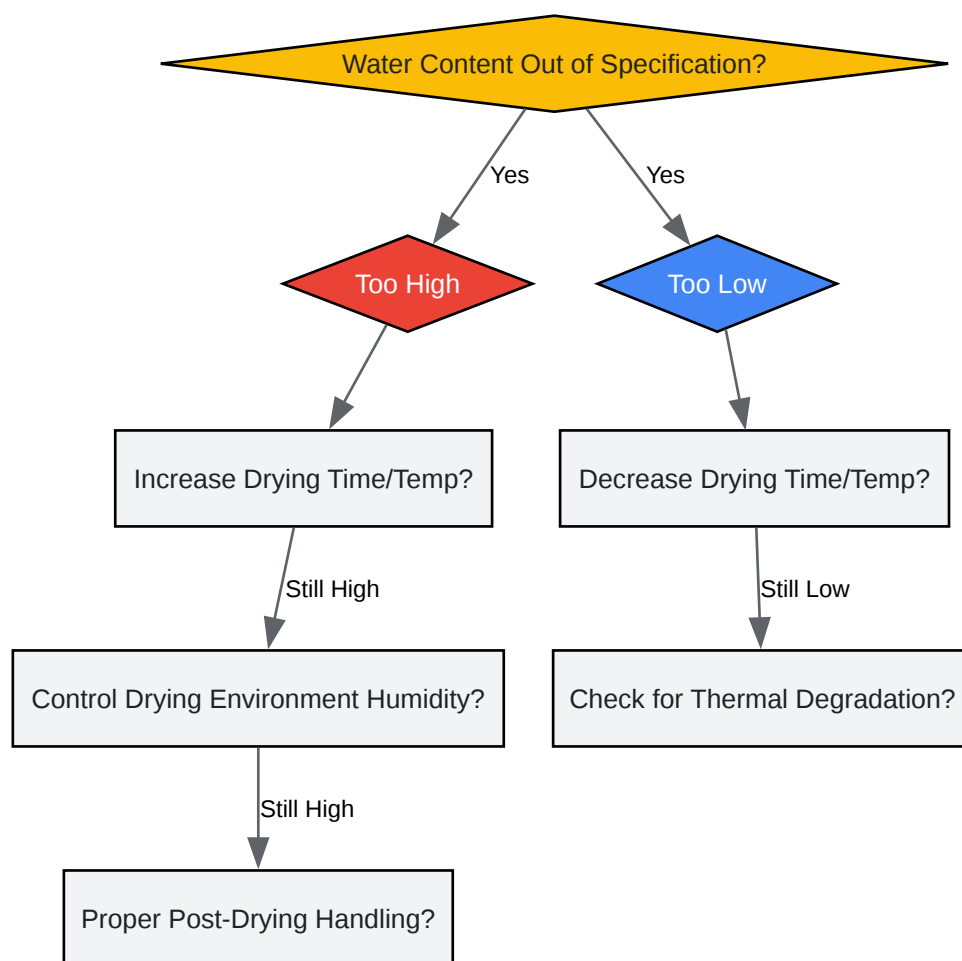 Water Content Out of Specification?
Yes
Yes
Too High
Too Low
Increase Drying Time/Temp?
Decrease Drying Time/Temp?
Still High
Still Low
Control Drying Environment Humidity?
Check for Thermal Degradation?
Still High
Proper Post-Drying Handling?